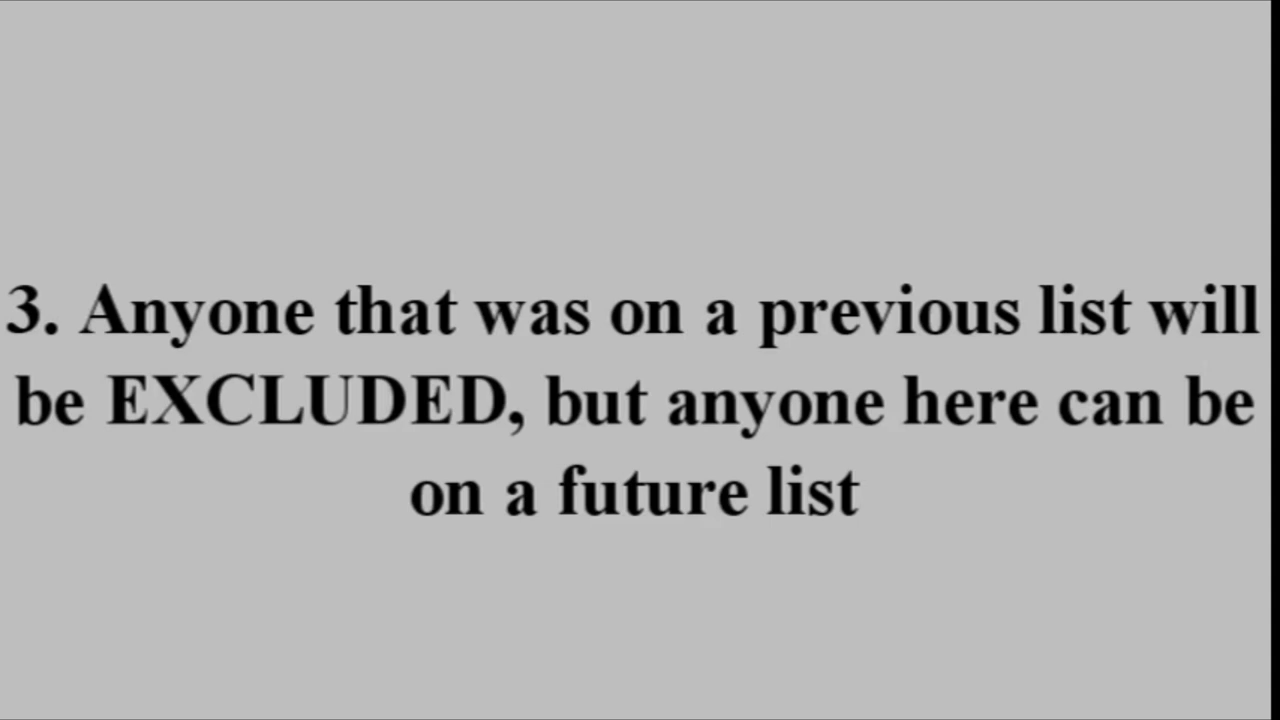 3. Anyone that was on a previous list will
be EXCLUDED, but anyone here can be
on a future list